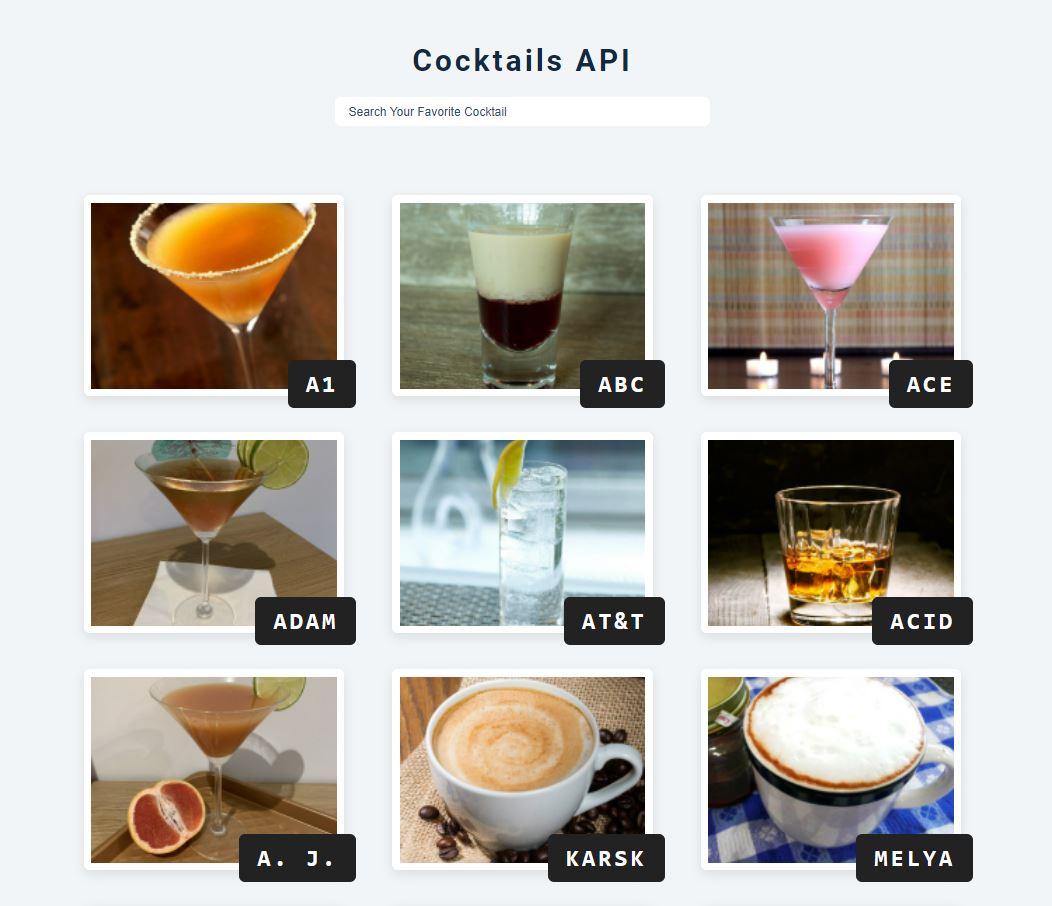 Cocktails API
Search Your Favorite Cocktail
A1
ABC
ACE
ADAM
AT&T
ACID
A. J.
KARSK
MELYA